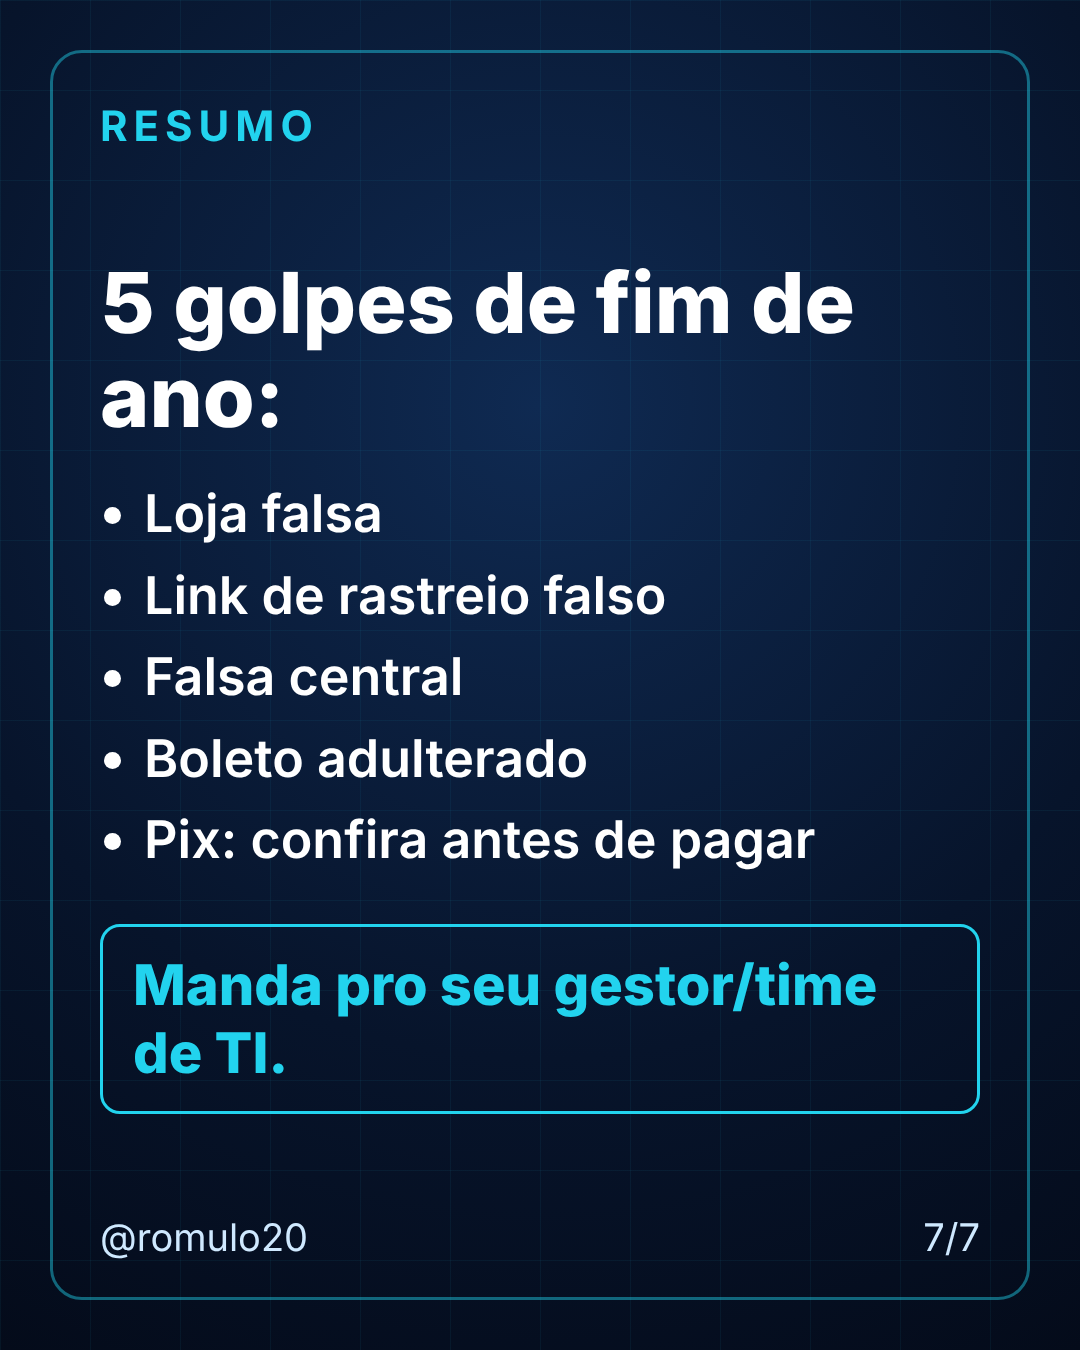 RESUMO
5 golpes de fim de
ano:
• Loja falsa
• Link de rastreio falso
• Falsa central
• Boleto adulterado
• Pix: confira antes de pagar
Manda pro seu gestor/time
de TI.
@romulo20
7/7